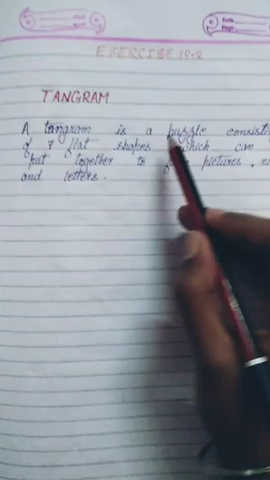 EXERCISE 18.2
TANGRAM
A tangram is a puzzle
of 7 flat shapes which can
put together to pictures,
and letters.